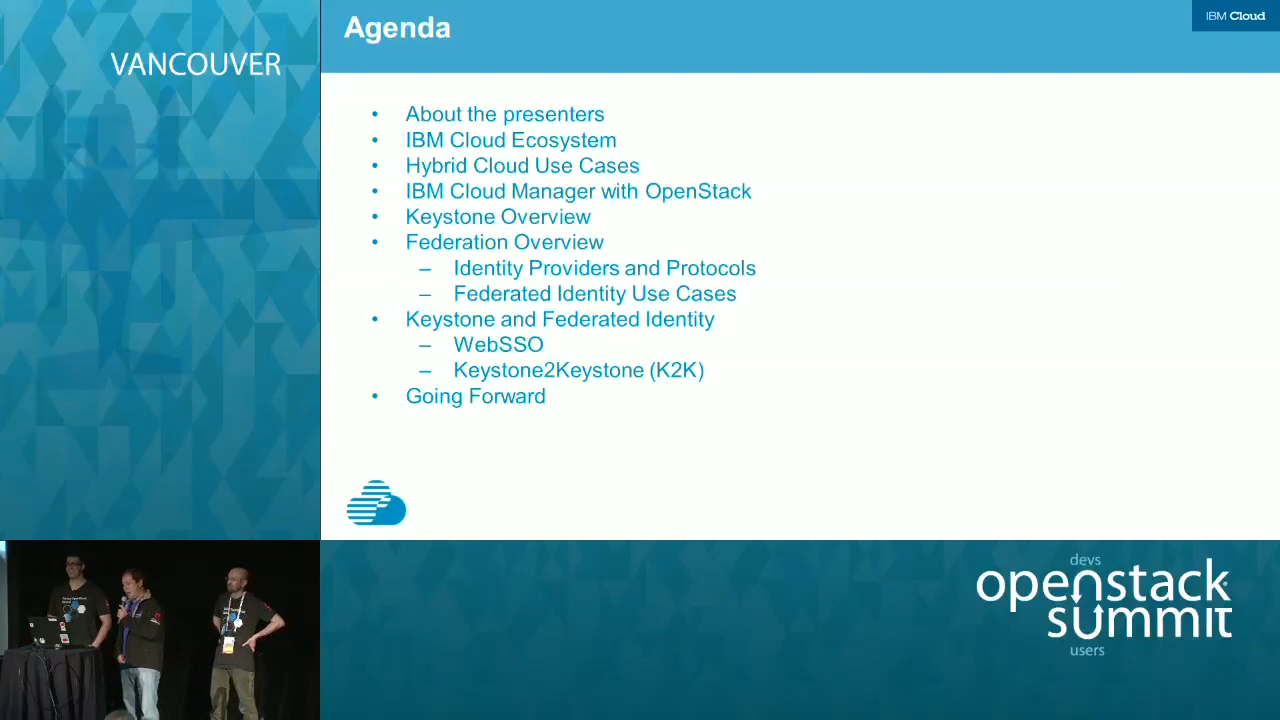 VANCOUVER
Agenda
IBM Cloud
• About the presenters
• IBM Cloud Ecosystem
• Hybrid Cloud Use Cases
• IBM Cloud Manager with OpenStack
• Keystone Overview
• Federation Overview
– Identity Providers and Protocols
– Federated Identity Use Cases
• Keystone and Federated Identity
– WebSSO
– Keystone2Keystone (K2K)
• Going Forward
devs
openstack
summit
users